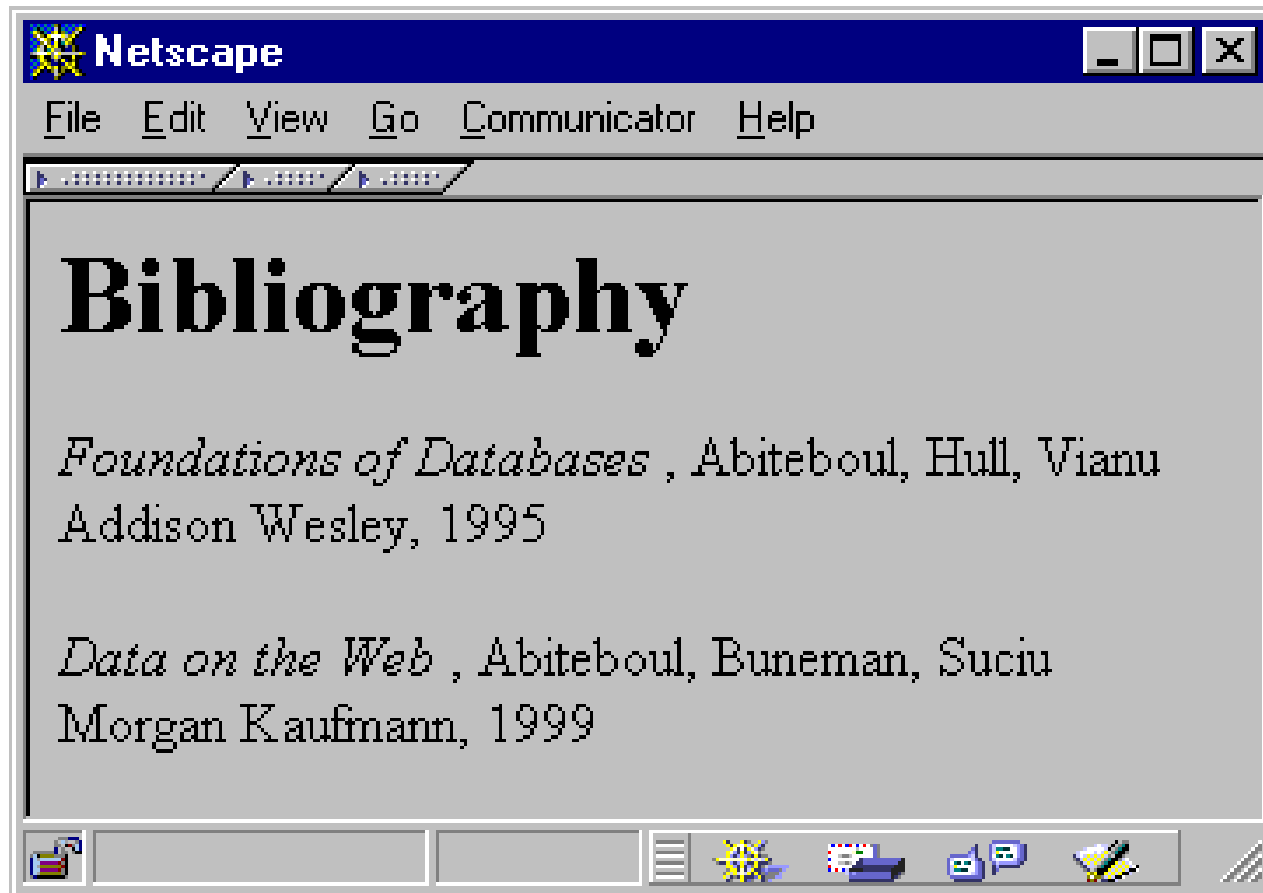 Netscape
File Edit View Go Communicator Help
Bibliography
Foundations of Databases , Abiteboul, Hull, Vianu
Addison Wesley, 1995
Data on the Web , Abiteboul, Buneman, Suciu
Morgan Kaufmann, 1999